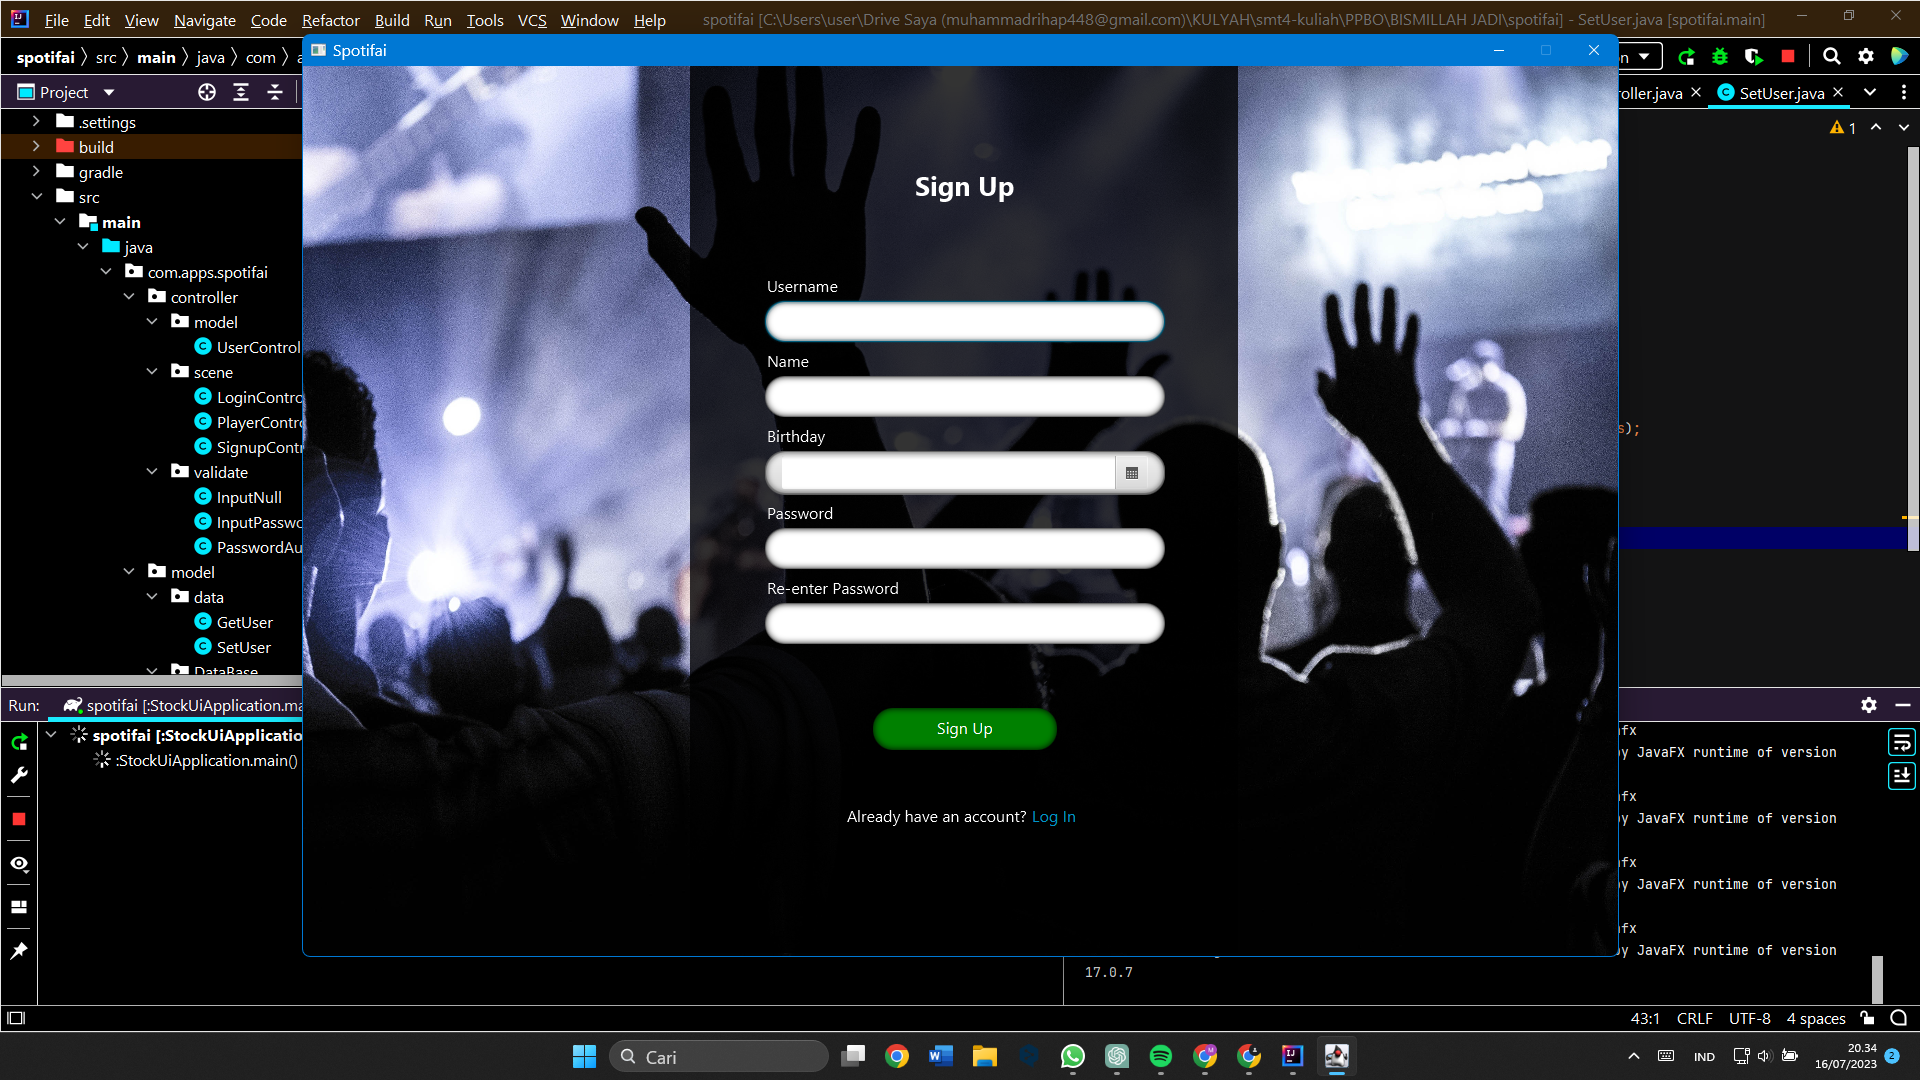 File Edit View Navigate Code Refactor Build Run Tools VCS Window Help
spotifai [C:\Users\user\Drive Saya (muhammadrihap448@gmail.com)\KULYAH\smt4-kuliah\PPBO\BISMILLAH JADI\spotifai] - SetUser.java [spotifai.main]
spotifai src main java com
Spotifai
Project
oller.java SetUser.java
1
.settings
build
gradle
src
main
java
com.apps.spotifai
controller
model
UserControl
scene
LoginContro
PlayerContro
SignupContr
validate
InputNull
InputPasswo
PasswordAu
model
data
GetUser
SetUser
DataBase
s);
Sign Up
Username
Name
Birthday
Password
Re-enter Password
Sign Up
Already have an account? Log In
Run: spotifai [:StockUiApplication.ma
spotifai [:StockUiApplicatio
:StockUiApplication.main()
fx
y JavaFX runtime of version
fx
y JavaFX runtime of version
fx
y JavaFX runtime of version
fx
y JavaFX runtime of version
17.0.7
43:1 CRLF UTF-8 4 spaces
Cari
IND
20.34
16/07/2023
2